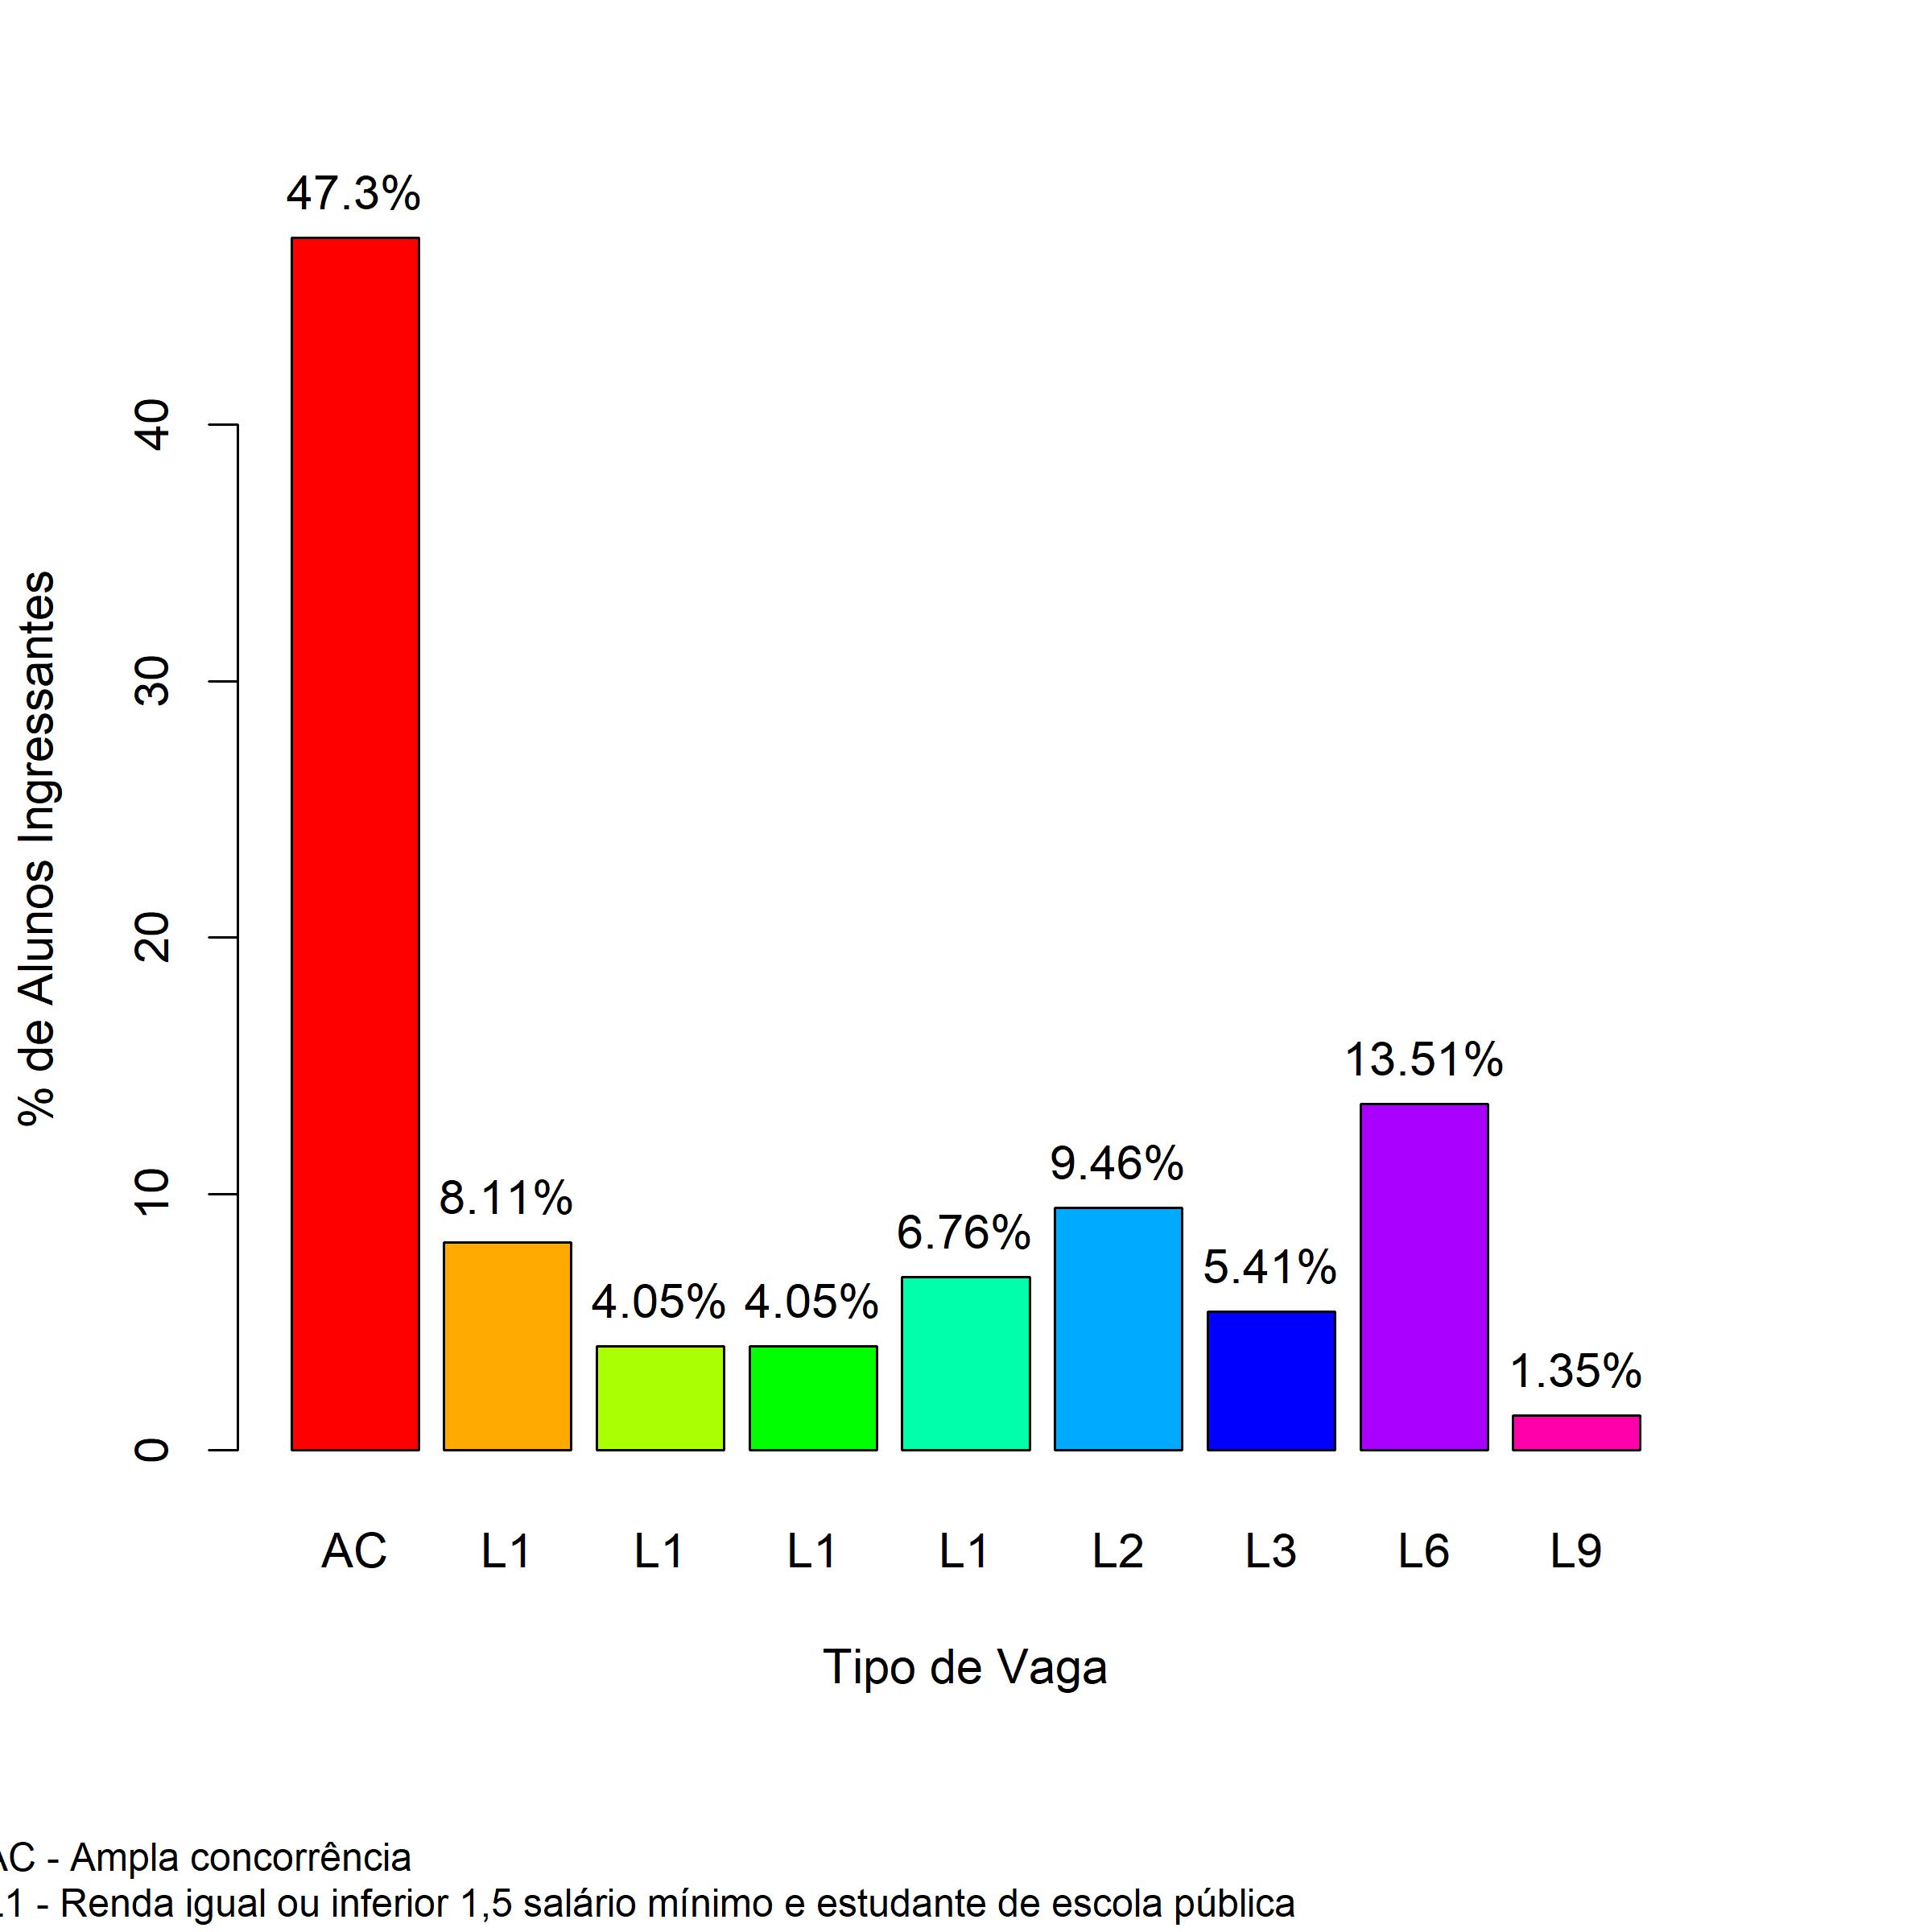 47.3%
8.11%
4.05%
4.05%
6.76%
9.46%
5.41%
13.51%
1.35%
40
30
20
10
0
% de Alunos Ingressantes
AC L1 L1 L1 L1 L2 L3 L6 L9
Tipo de Vaga
AC - Ampla concorrência
L1 - Renda igual ou inferior 1,5 salário mínimo e estudante de escola pública